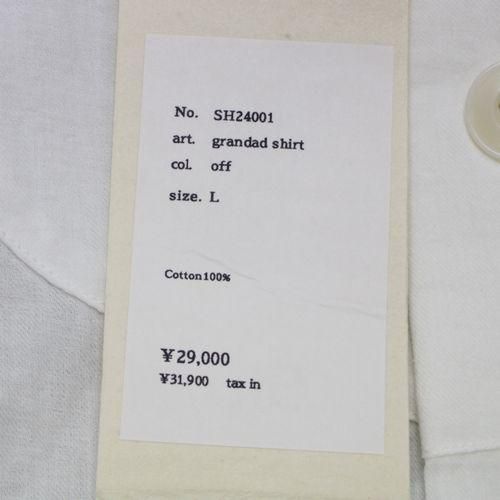 No. SH24001
art. grandad shirt
col. off
size. L
Cotton100%
¥29,000
¥31,900 tax in